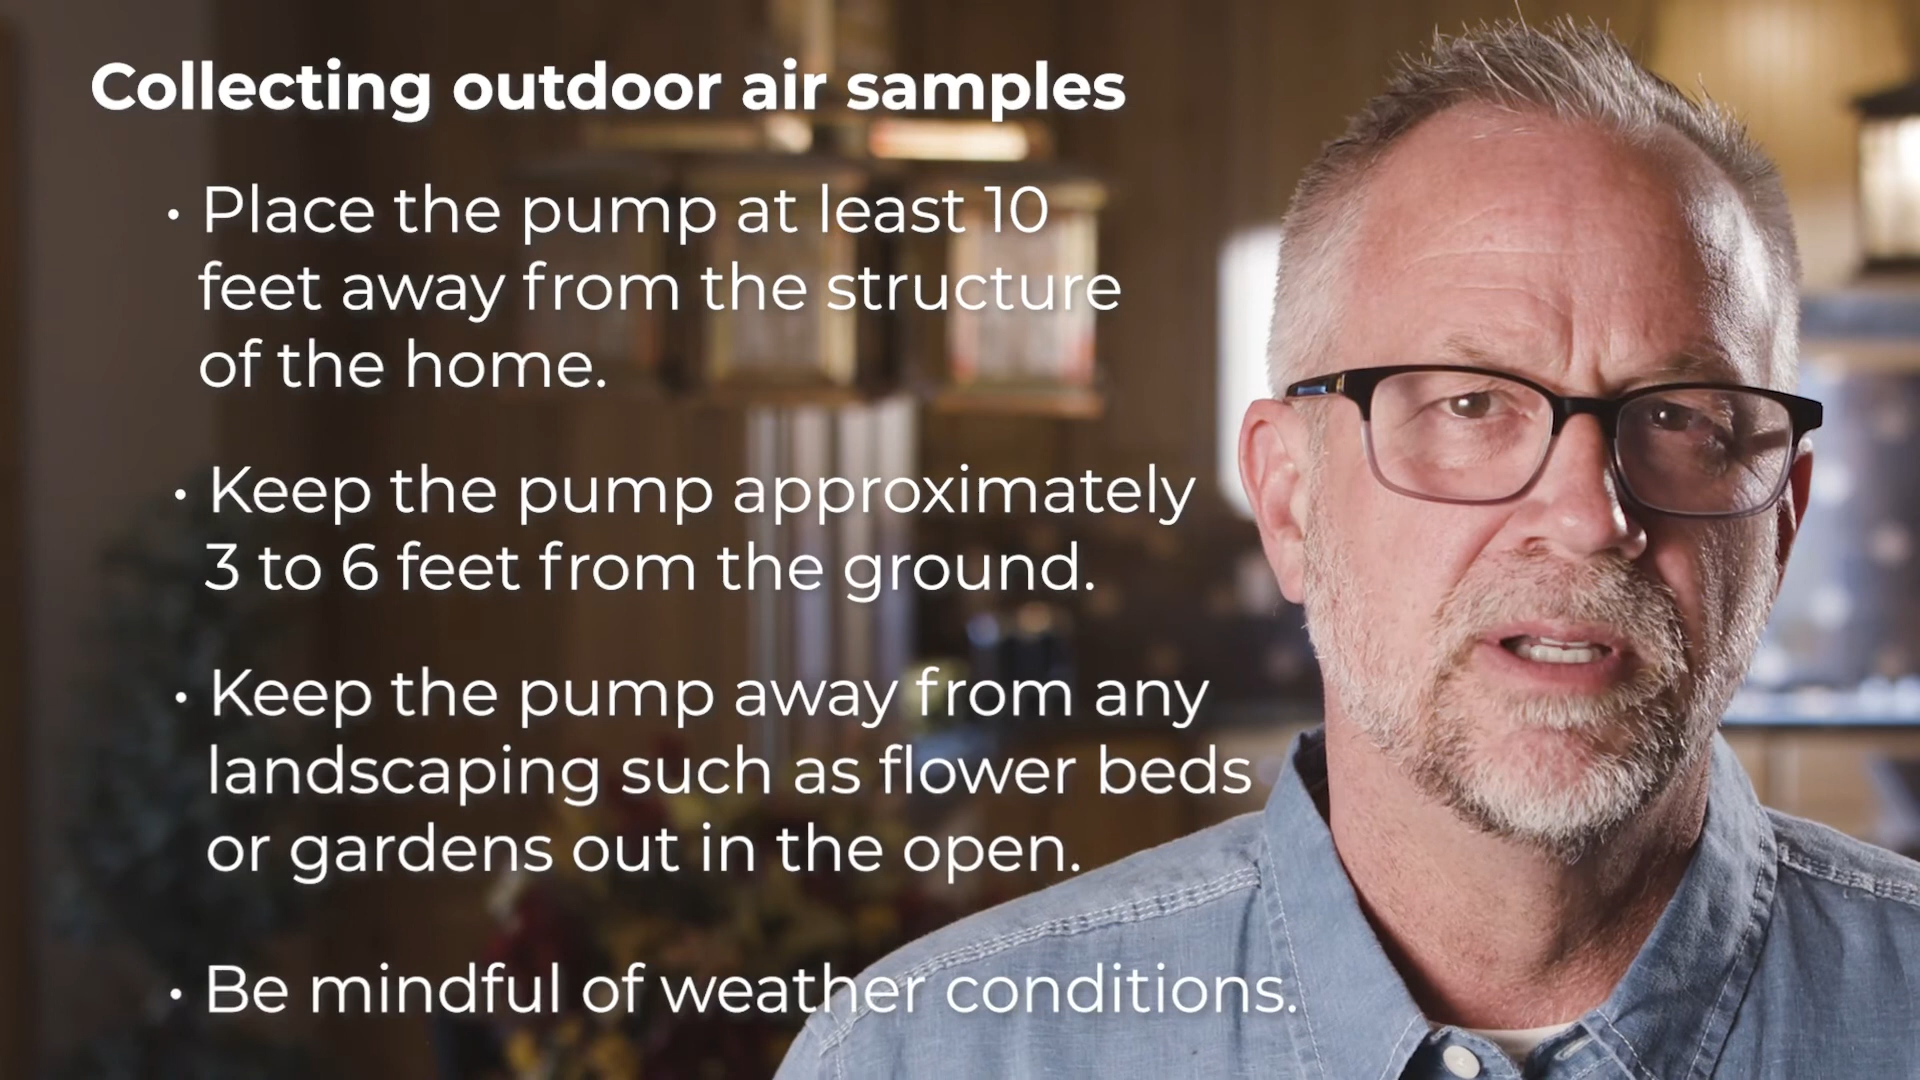 Collecting outdoor air samples
• Place the pump at least 10
feet away from the structure
of the home.
• Keep the pump approximately
3 to 6 feet from the ground.
• Keep the pump away from any
landscaping such as flower beds
or gardens out in the open.
• Be mindful of weather conditions.